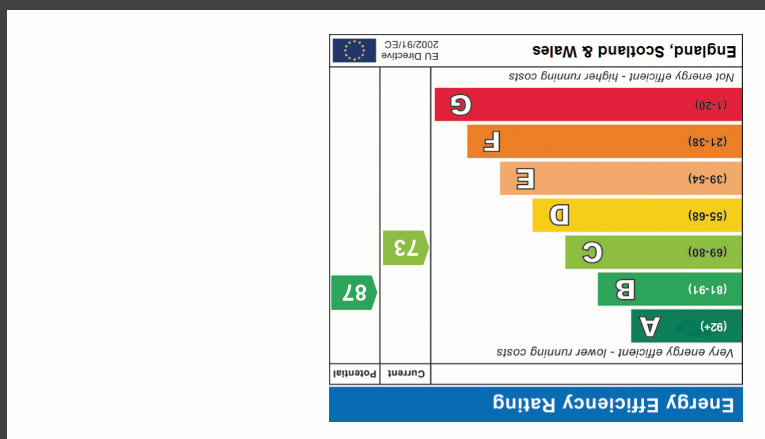 Energy Efficiency Rating
Current Potential
Very energy efficient - lower running costs
(92+) A
(81-91) B
(69-80) C
(55-68) D
(39-54) E
(21-38) F
(1-20) G
73
87
Not energy efficient - higher running costs
England, Scotland & Wales
EU Directive
2002/91/EC